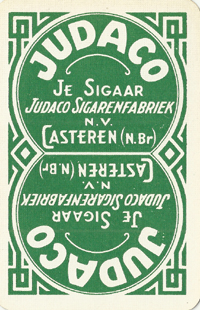 JUDACO
JE SIGAAR
JUDACO SIGARENFABRIEK
N.V.
CASTEREN (N.Br)
CASTEREN (N.Br)
N.V.
JUDACO SIGARENFABRIEK
JE SIGAAR
JUDACO